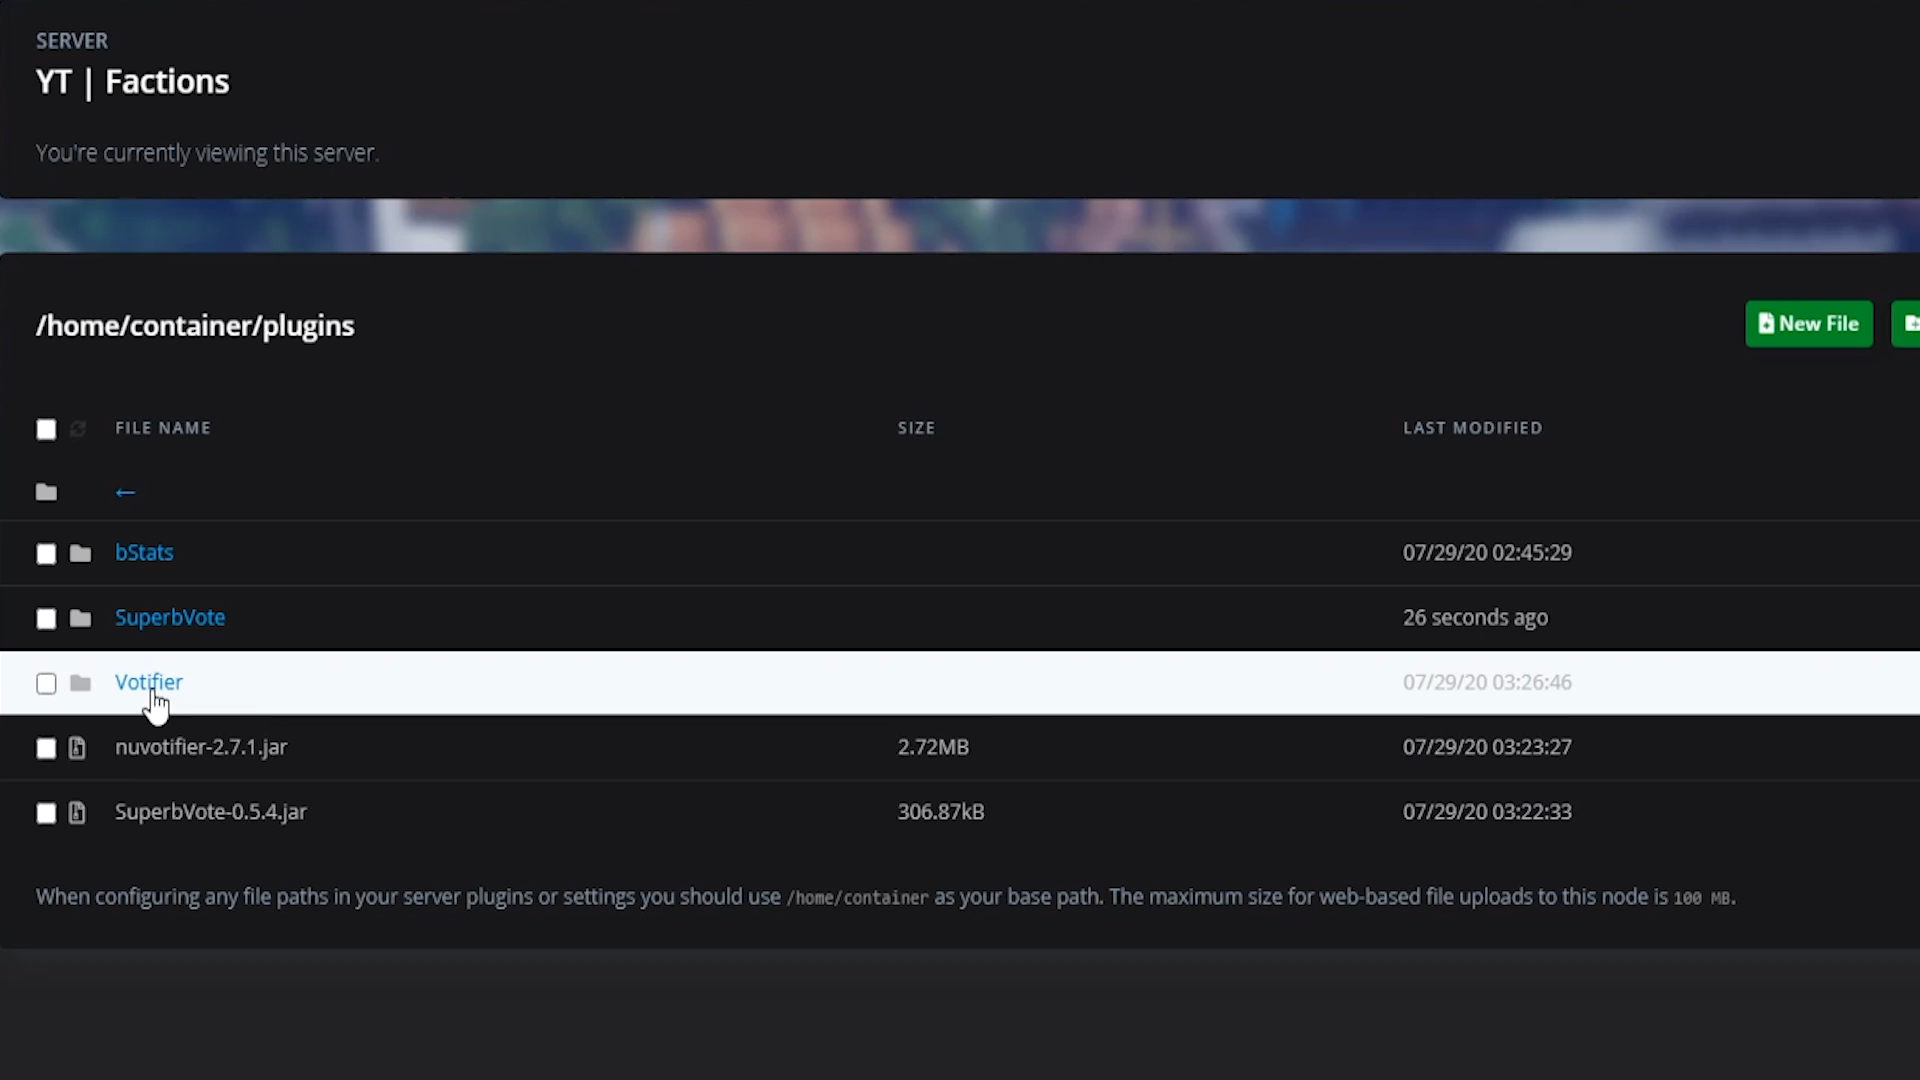 SERVER
YT | Factions
You're currently viewing this server.
/home/container/plugins
New File
FILE NAME SIZE LAST MODIFIED
←
bStats 07/29/20 02:45:29
SuperbVote 26 seconds ago
Votifier 07/29/20 03:26:46
nuvotifier-2.7.1.jar 2.72MB 07/29/20 03:23:27
SuperbVote-0.5.4.jar 306.87kB 07/29/20 03:22:33
When configuring any file paths in your server plugins or settings you should use /home/container as your base path. The maximum size for web-based file uploads to this node is 100 MB.